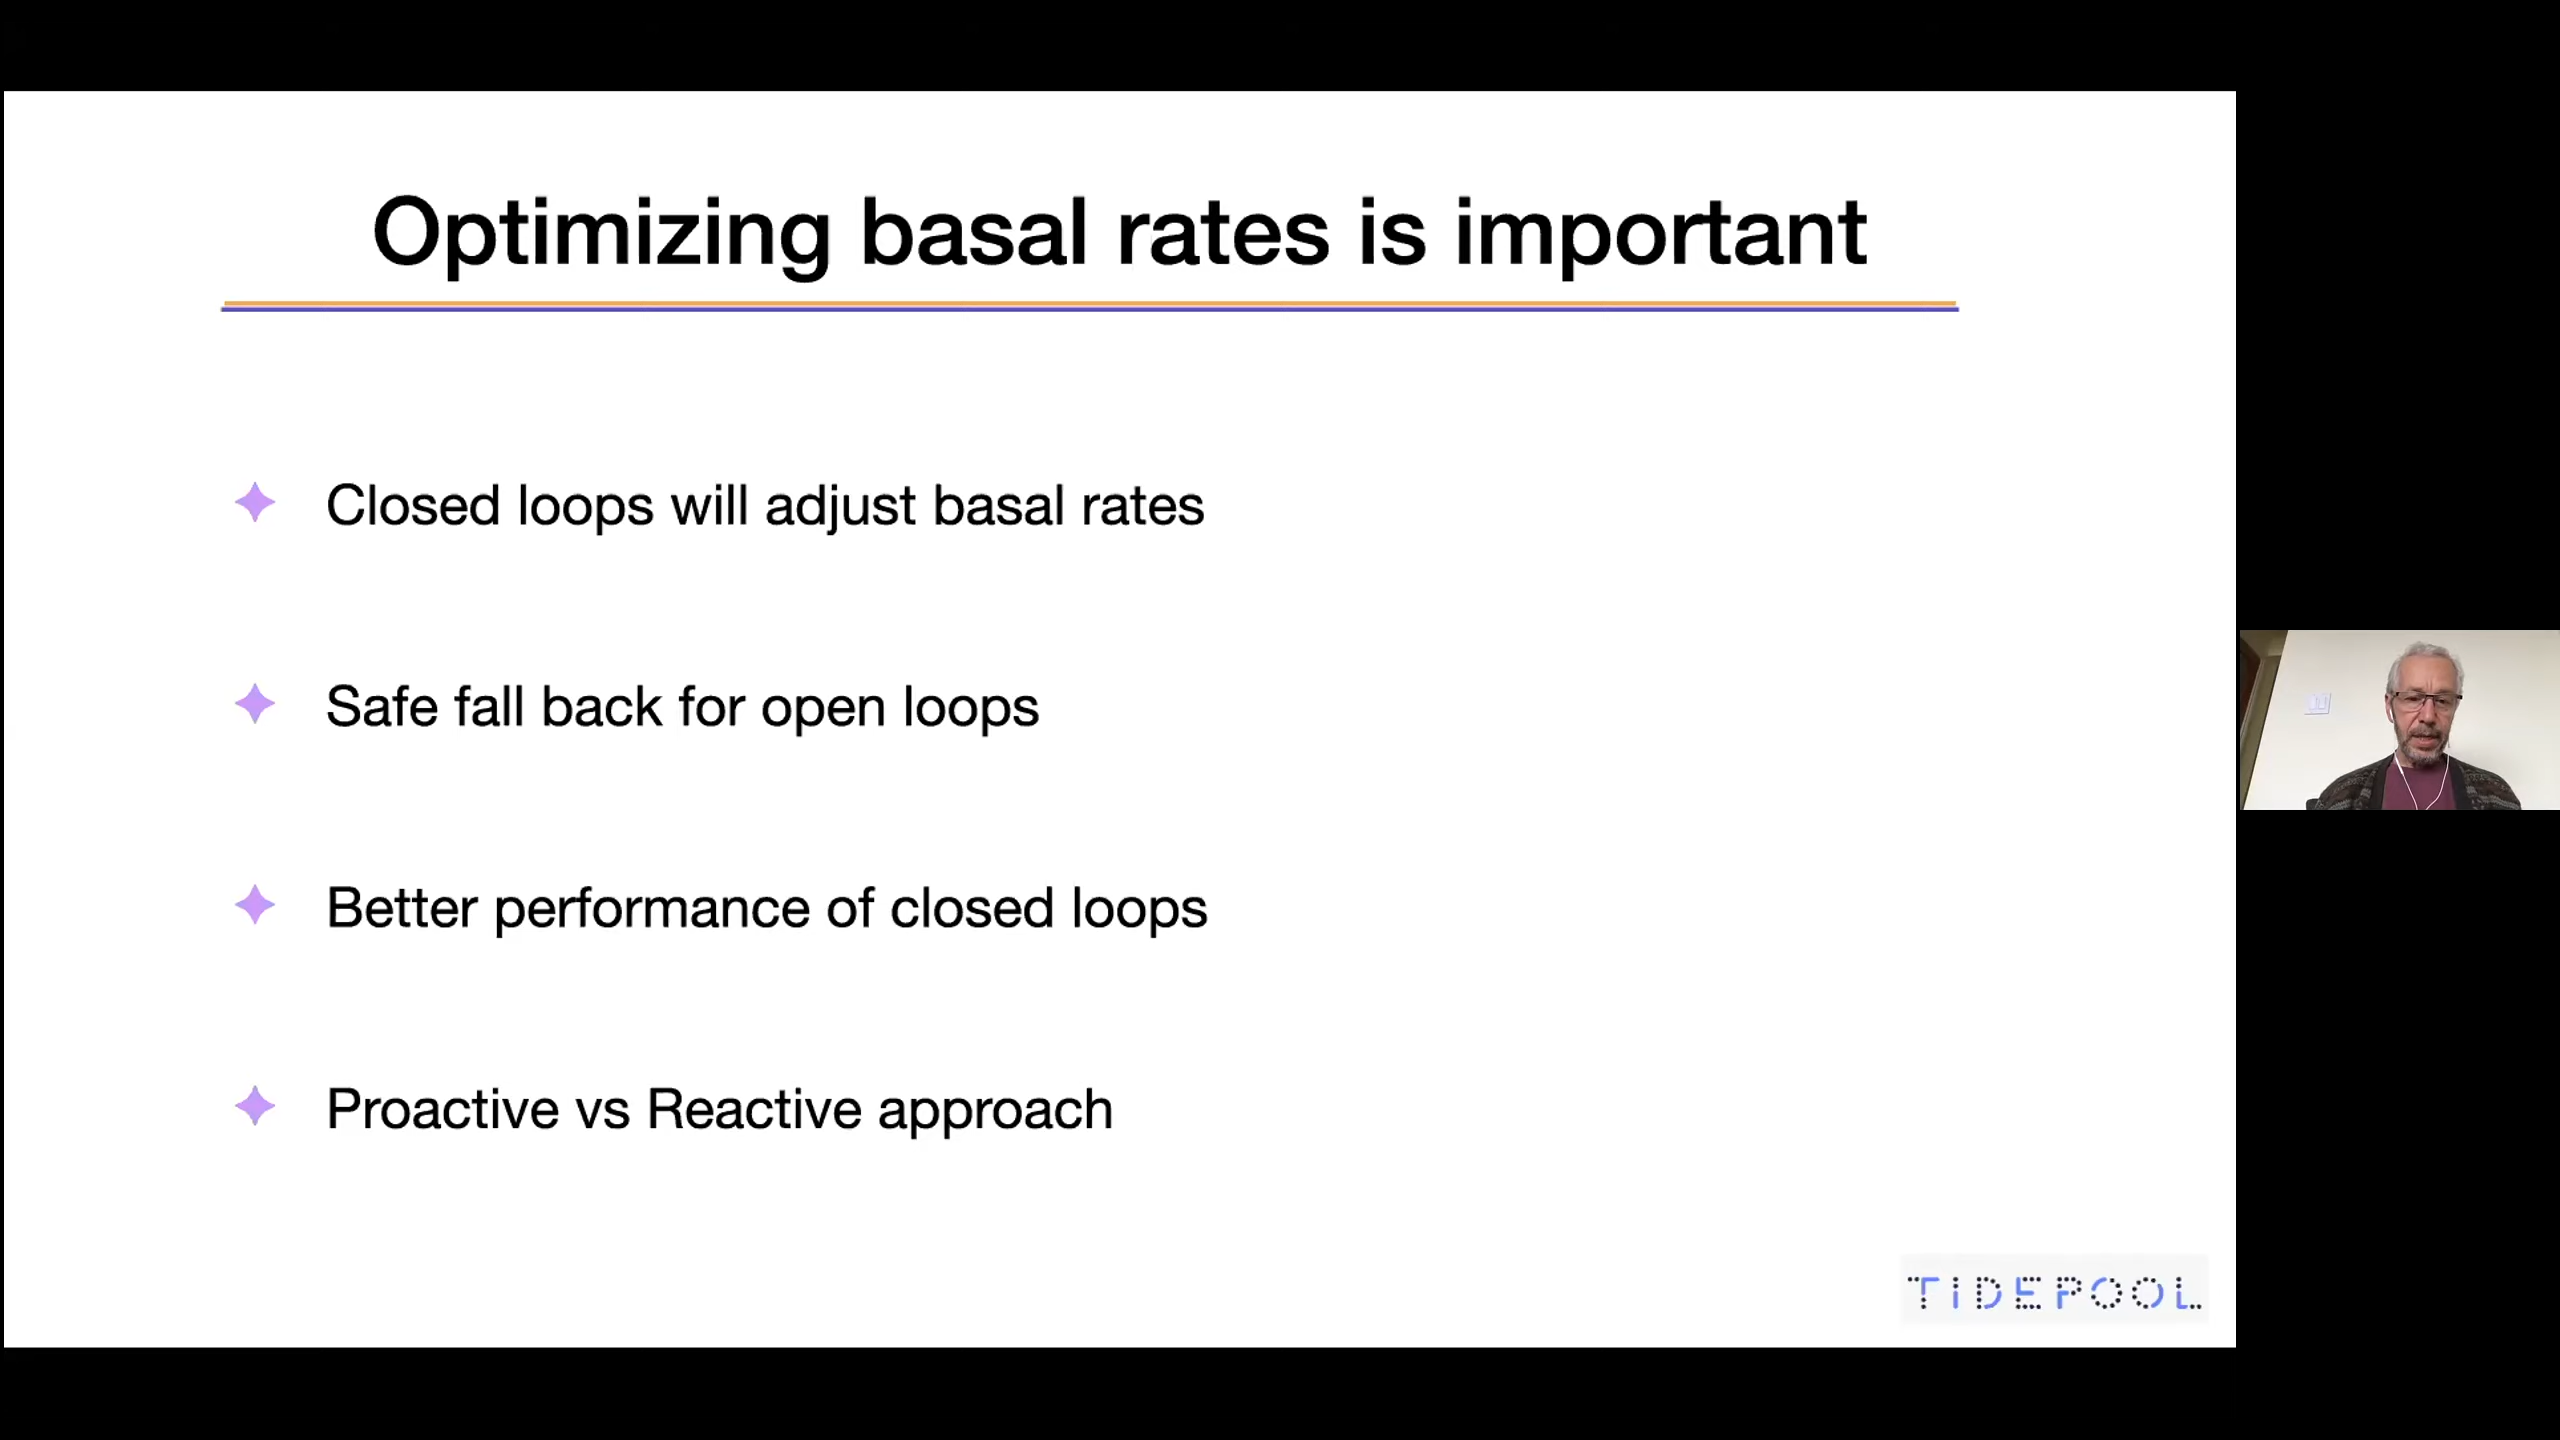 Optimizing basal rates is important
Closed loops will adjust basal rates
Safe fall back for open loops
Better performance of closed loops
Proactive vs Reactive approach
TIDEPOOL